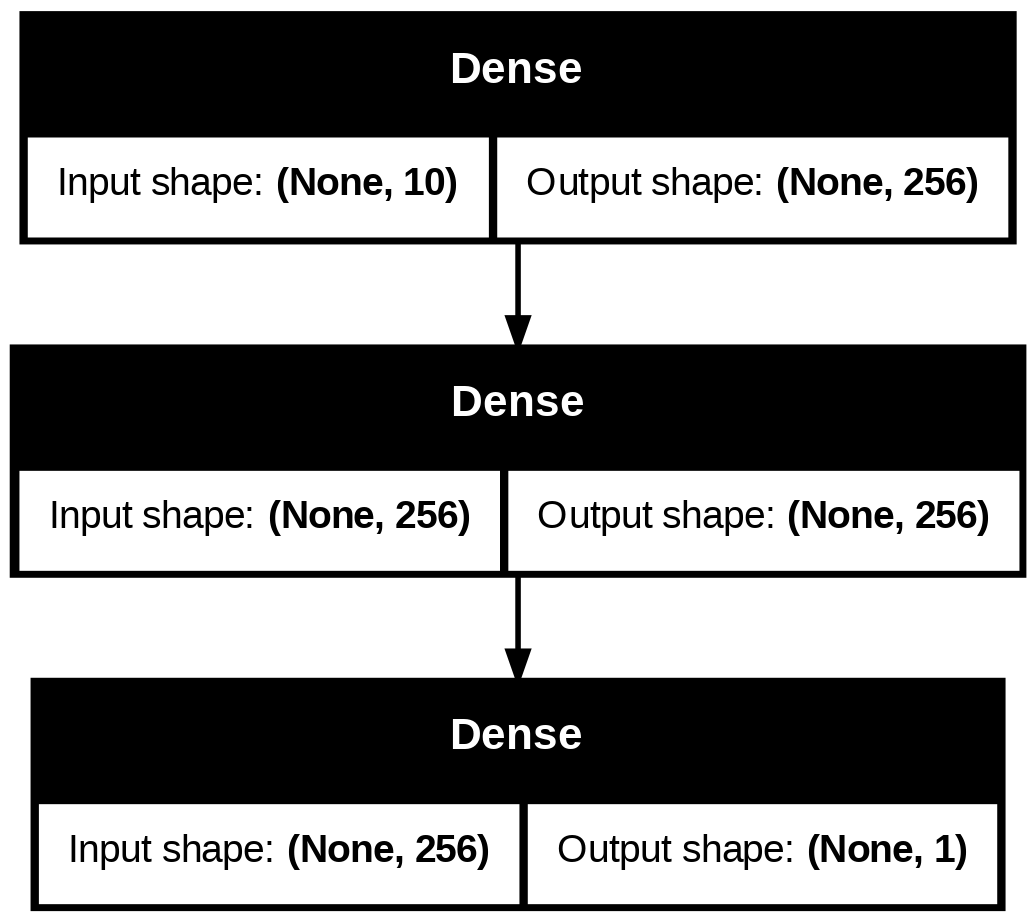 Dense
Input shape: (None, 10) Output shape: (None, 256)
Dense
Input shape: (None, 256) Output shape: (None, 256)
Dense
Input shape: (None, 256) Output shape: (None, 1)